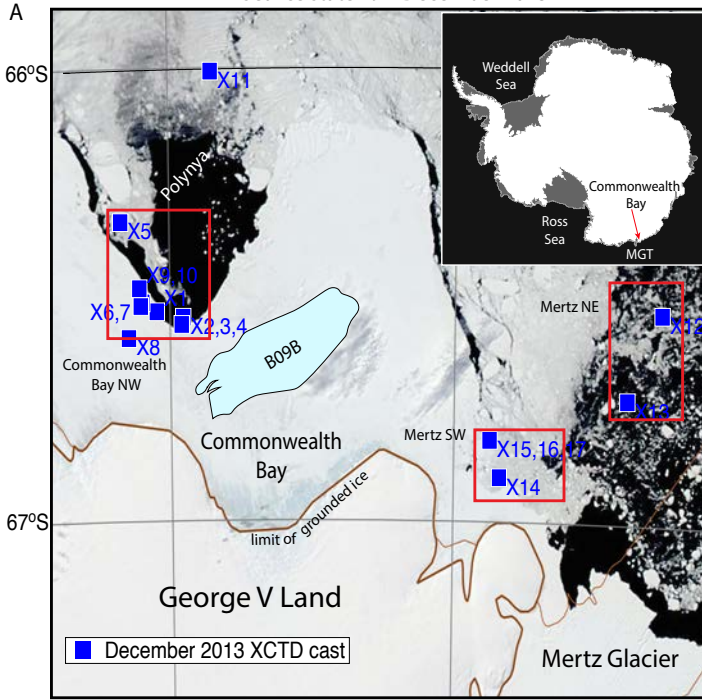 A
66⁰S
X11
Weddell
Sea
Commonwealth
Bay
Ross
Sea
MGT
Polynya
X5
X9,10
X1
X6,7
X2,3,4
X8
Commonwealth
Bay NW
B09B
Mertz NE
X12
X13
Mertz SW
X15,16,17
X14
Commonwealth
Bay
67⁰S
limit of grounded ice
George V Land
December 2013 XCTD cast
Mertz Glacier